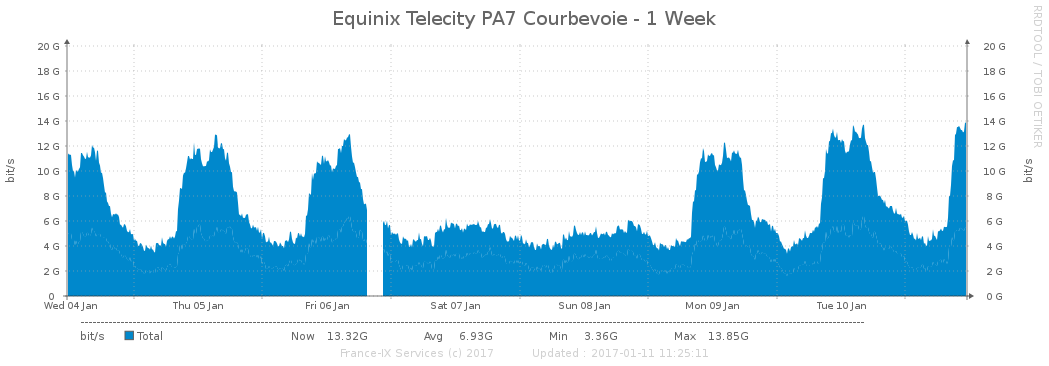 Equinix Telecity PA7 Courbevoie - 1 Week
RRDTOOL / TOBI OETIKER
20 G 20 G
18 G 18 G
16 G 16 G
14 G 14 G
12 G 12 G
10 G 10 G
8 G 8 G
6 G 6 G
4 G 4 G
2 G 2 G
0 0 G
bit/s
bit/s
Wed 04 Jan Thu 05 Jan Fri 06 Jan Sat 07 Jan Sun 08 Jan Mon 09 Jan Tue 10 Jan
bit/s Total Now 13.32G Avg 6.93G Min 3.36G Max 13.85G
France-IX Services (c) 2017 Updated : 2017-01-11 11:25:11